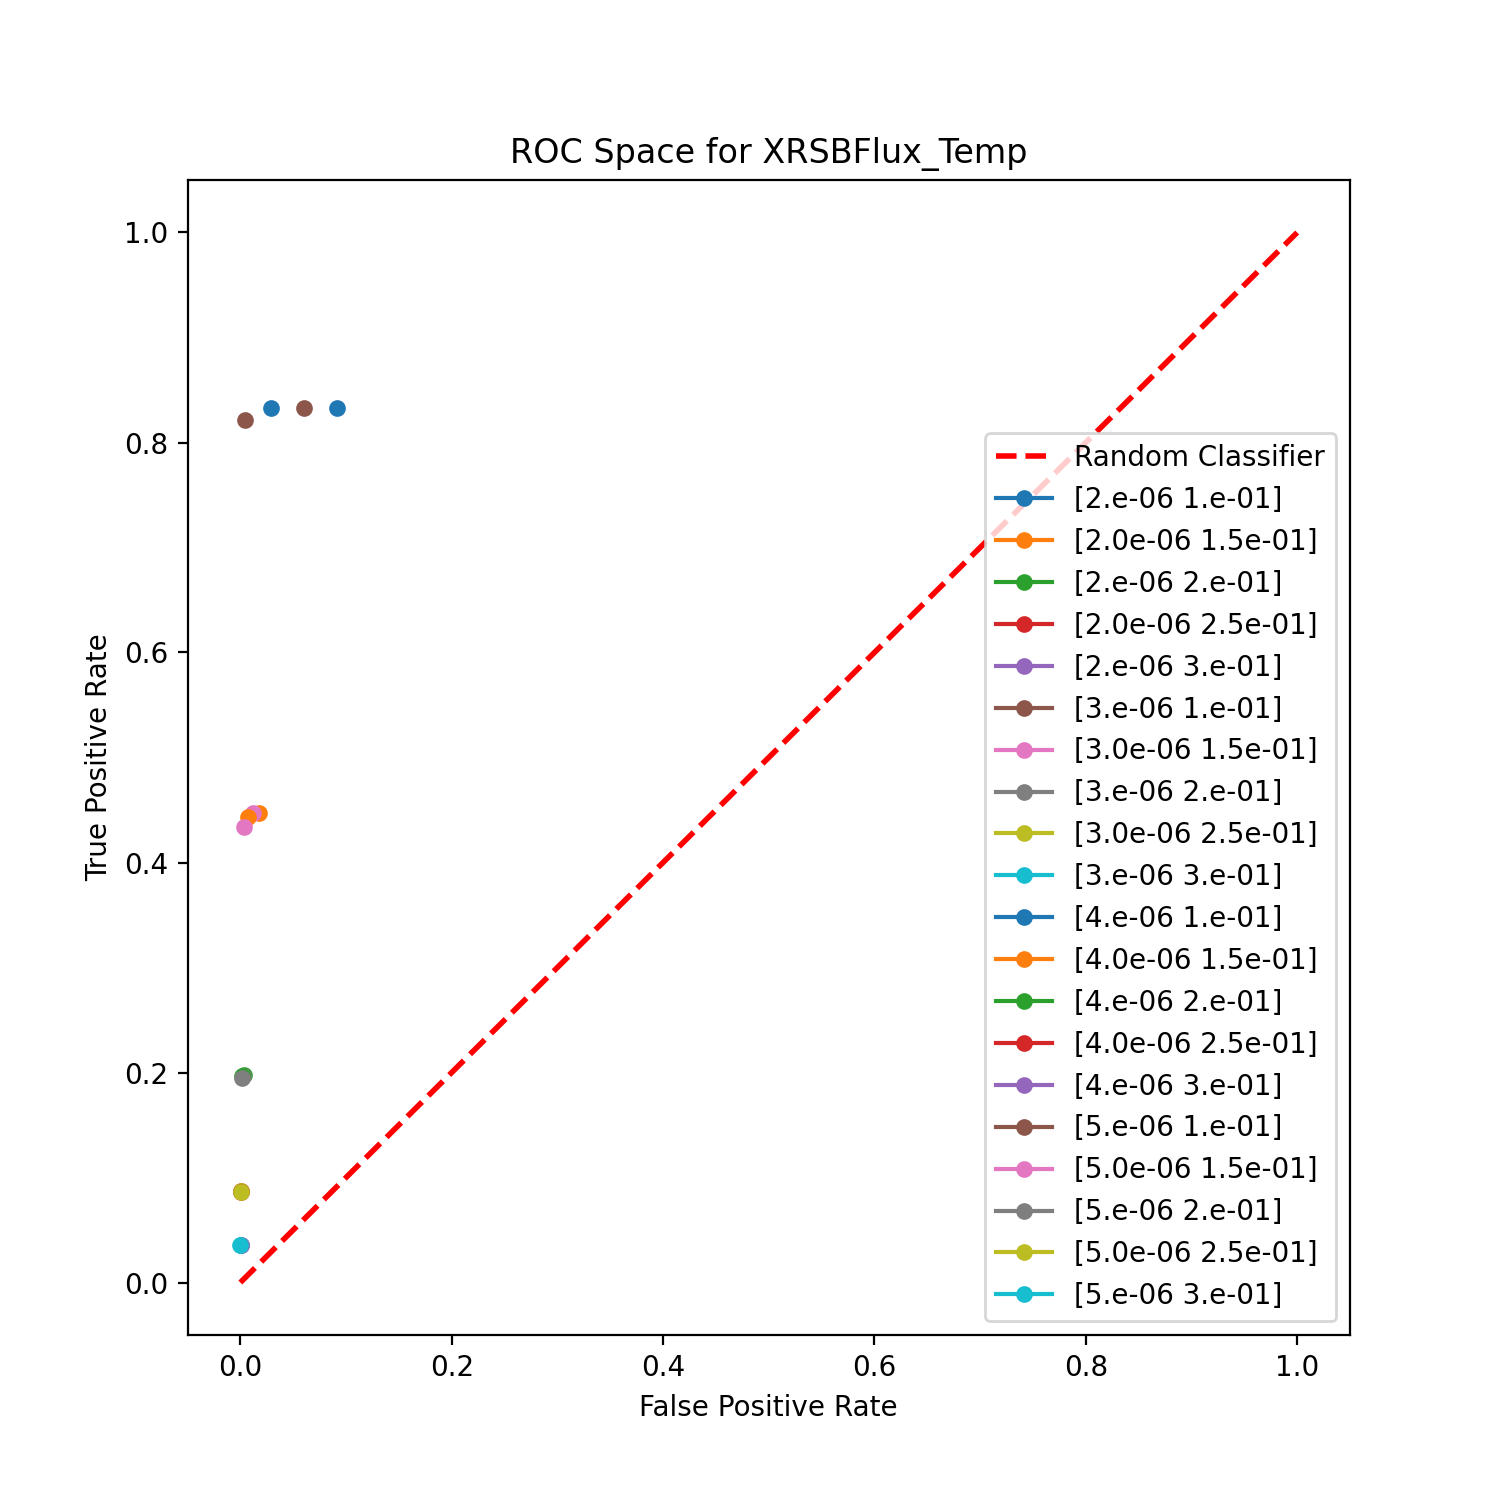 ROC Space for XRSBFlux_Temp
1.0
0.8
0.6
0.4
0.2
0.0
True Positive Rate
0.0 0.2 0.4 0.6 0.8 1.0
False Positive Rate
Random Classifier
[2.e-06 1.e-01]
[2.0e-06 1.5e-01]
[2.e-06 2.e-01]
[2.0e-06 2.5e-01]
[2.e-06 3.e-01]
[3.e-06 1.e-01]
[3.0e-06 1.5e-01]
[3.e-06 2.e-01]
[3.0e-06 2.5e-01]
[3.e-06 3.e-01]
[4.e-06 1.e-01]
[4.0e-06 1.5e-01]
[4.e-06 2.e-01]
[4.0e-06 2.5e-01]
[4.e-06 3.e-01]
[5.e-06 1.e-01]
[5.0e-06 1.5e-01]
[5.e-06 2.e-01]
[5.0e-06 2.5e-01]
[5.e-06 3.e-01]